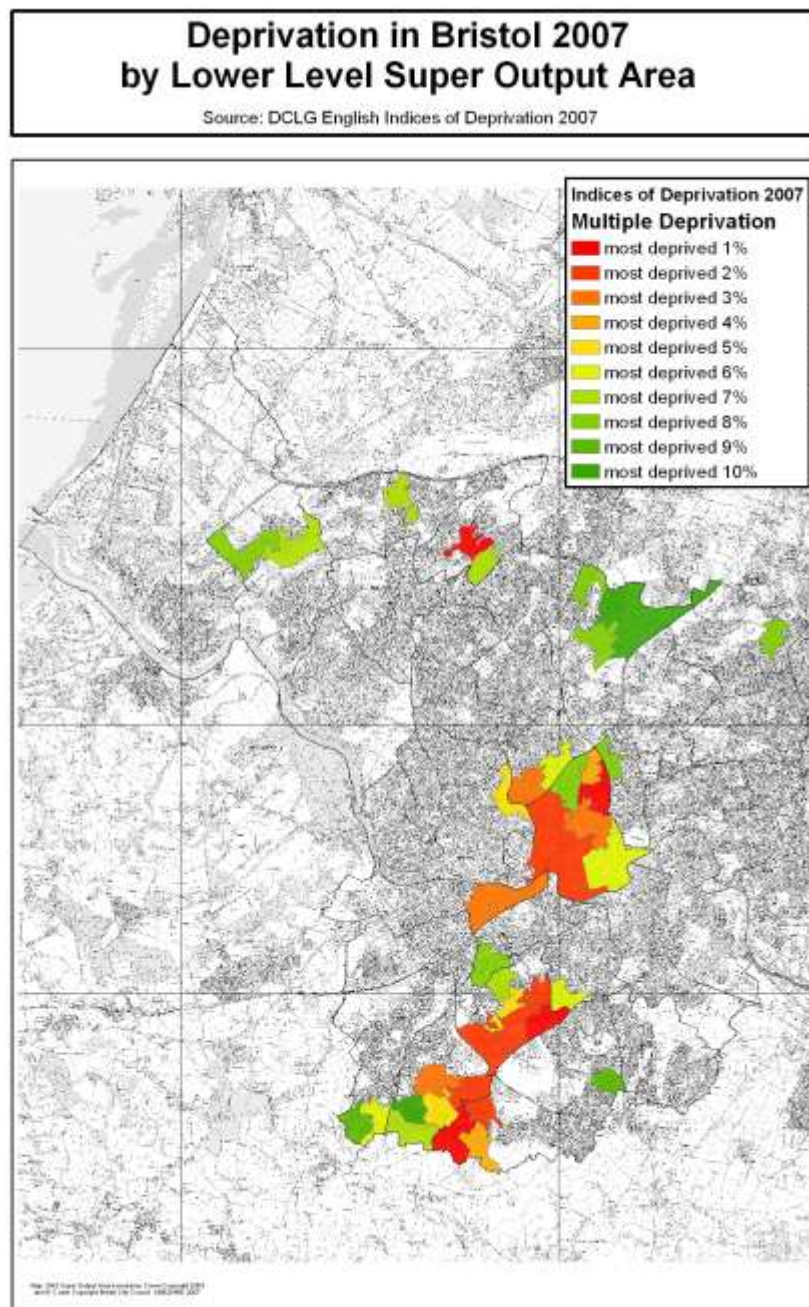 Deprivation in Bristol 2007
by Lower Level Super Output Area
Source: DCLG English Indices of Deprivation 2007
Indices of Deprivation 2007
Multiple Deprivation
most deprived 1%
most deprived 2%
most deprived 3%
most deprived 4%
most deprived 5%
most deprived 6%
most deprived 7%
most deprived 8%
most deprived 9%
most deprived 10%